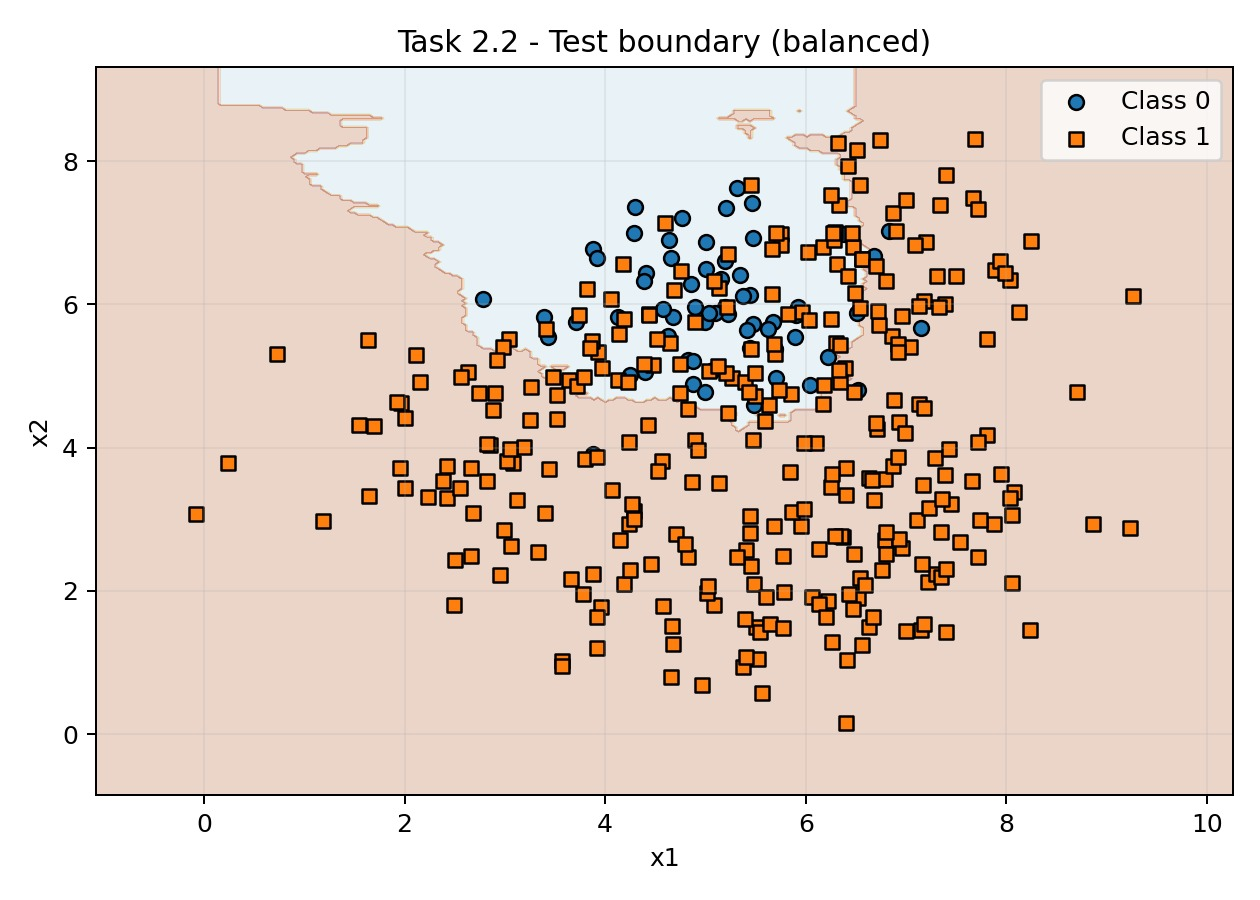 Task 2.2 - Test boundary (balanced)
Class 0
Class 1
8
6
4
2
0
x2
0 2 4 6 8 10
x1